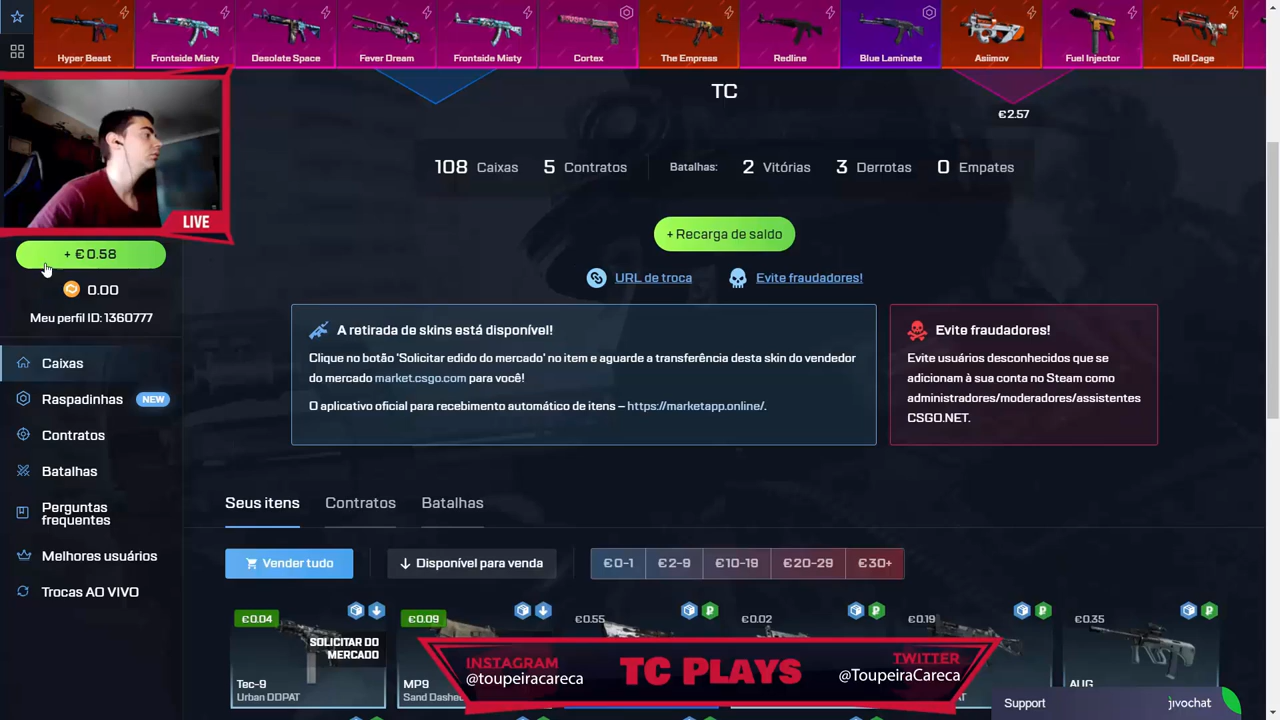 Hyper Beast
Frontside Misty
Desolate Space
Fever Dream
Frontside Misty
Cortex
The Empress
Redline
Blue Laminate
Asiimov
Fuel Injector
Roll Cage
TC
€2.57
108 Caixas
5 Contratos
Batalhas:
2 Vitórias
3 Derrotas
0 Empates
LIVE
+ Recarga de saldo
+ €0.58
URL de troca
Evite fraudadores!
0.00
Meu perfil ID: 1360777
A retirada de skins está disponível!
Clique no botão 'Solicitar edido do mercado' no item e aguarde a transferência desta skin do vendedor
do mercado market.csgo.com para você!
O aplicativo oficial para recebimento automático de itens – https://marketapp.online/.
Evite fraudadores!
Evite usuários desconhecidos que se
adicionam à sua conta no Steam como
administradores/moderadores/assistentes
CSGO.NET.
Caixas
Raspadinhas NEW
Contratos
Batalhas
Perguntas
frequentes
Melhores usuários
Trocas AO VIVO
Seus itens
Contratos
Batalhas
Vender tudo
Disponível para venda
€0-1
€2-9
€10-19
€20-29
€30+
€0.04
€0.09
€0.55
€0.02
€0.19
€0.35
SOLICITAR DO
MERCADO
Tec-9
Urban DDPAT
MP9
Sand Dashed
AUG
INSTAGRAM
@toupeiracareca
TC PLAYS
TWITTER
@ToupeiraCareca
Support
jivochat